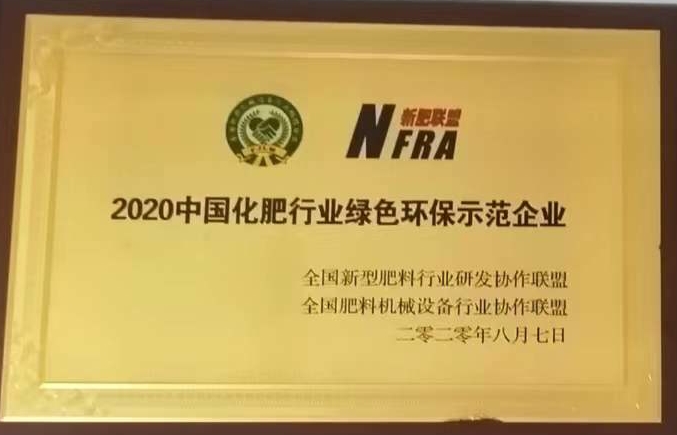 新肥联盟
NFRA
2020中国化肥行业绿色环保示范企业
全国新型肥料行业研发协作联盟
全国肥料机械设备行业协作联盟
二零二零年八月七日